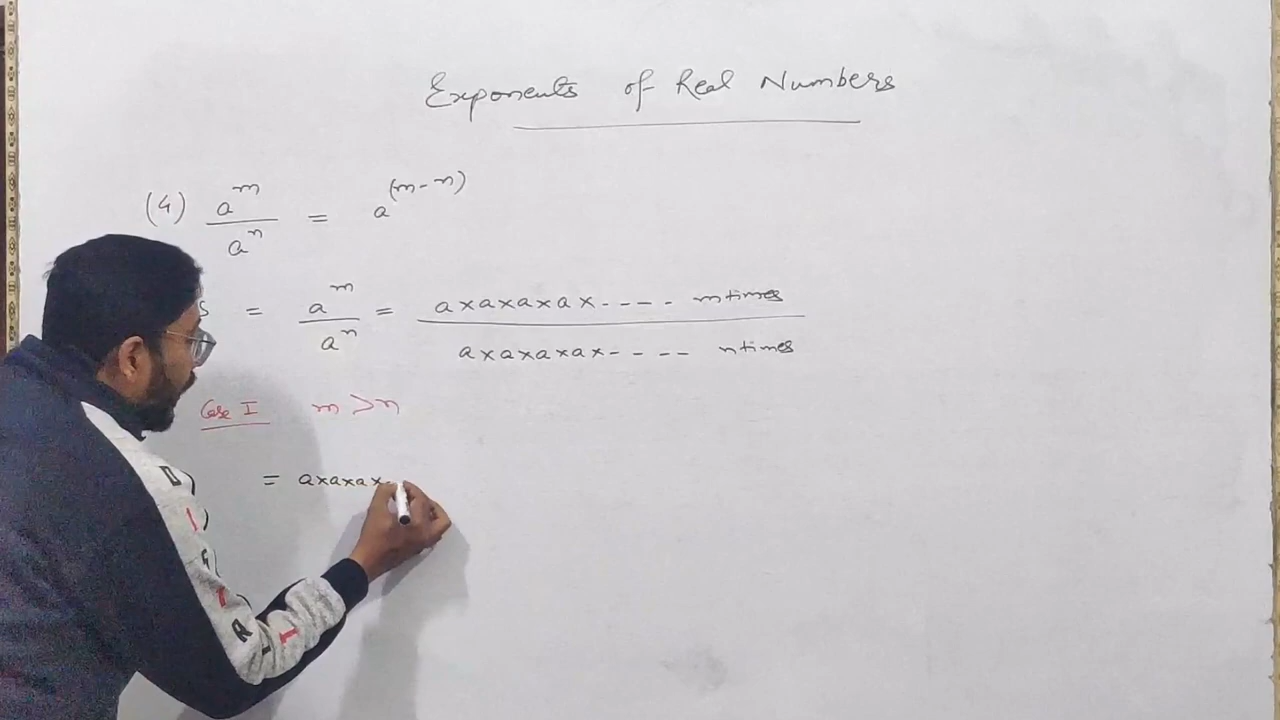 Exponents of Real Numbers
(4) a^m / a^n = a^(m-n)
S = a^m / a^n = a×a×a×a×---- m times / a×a×a×a×---- n times
Case I m > n
= a×a×a×